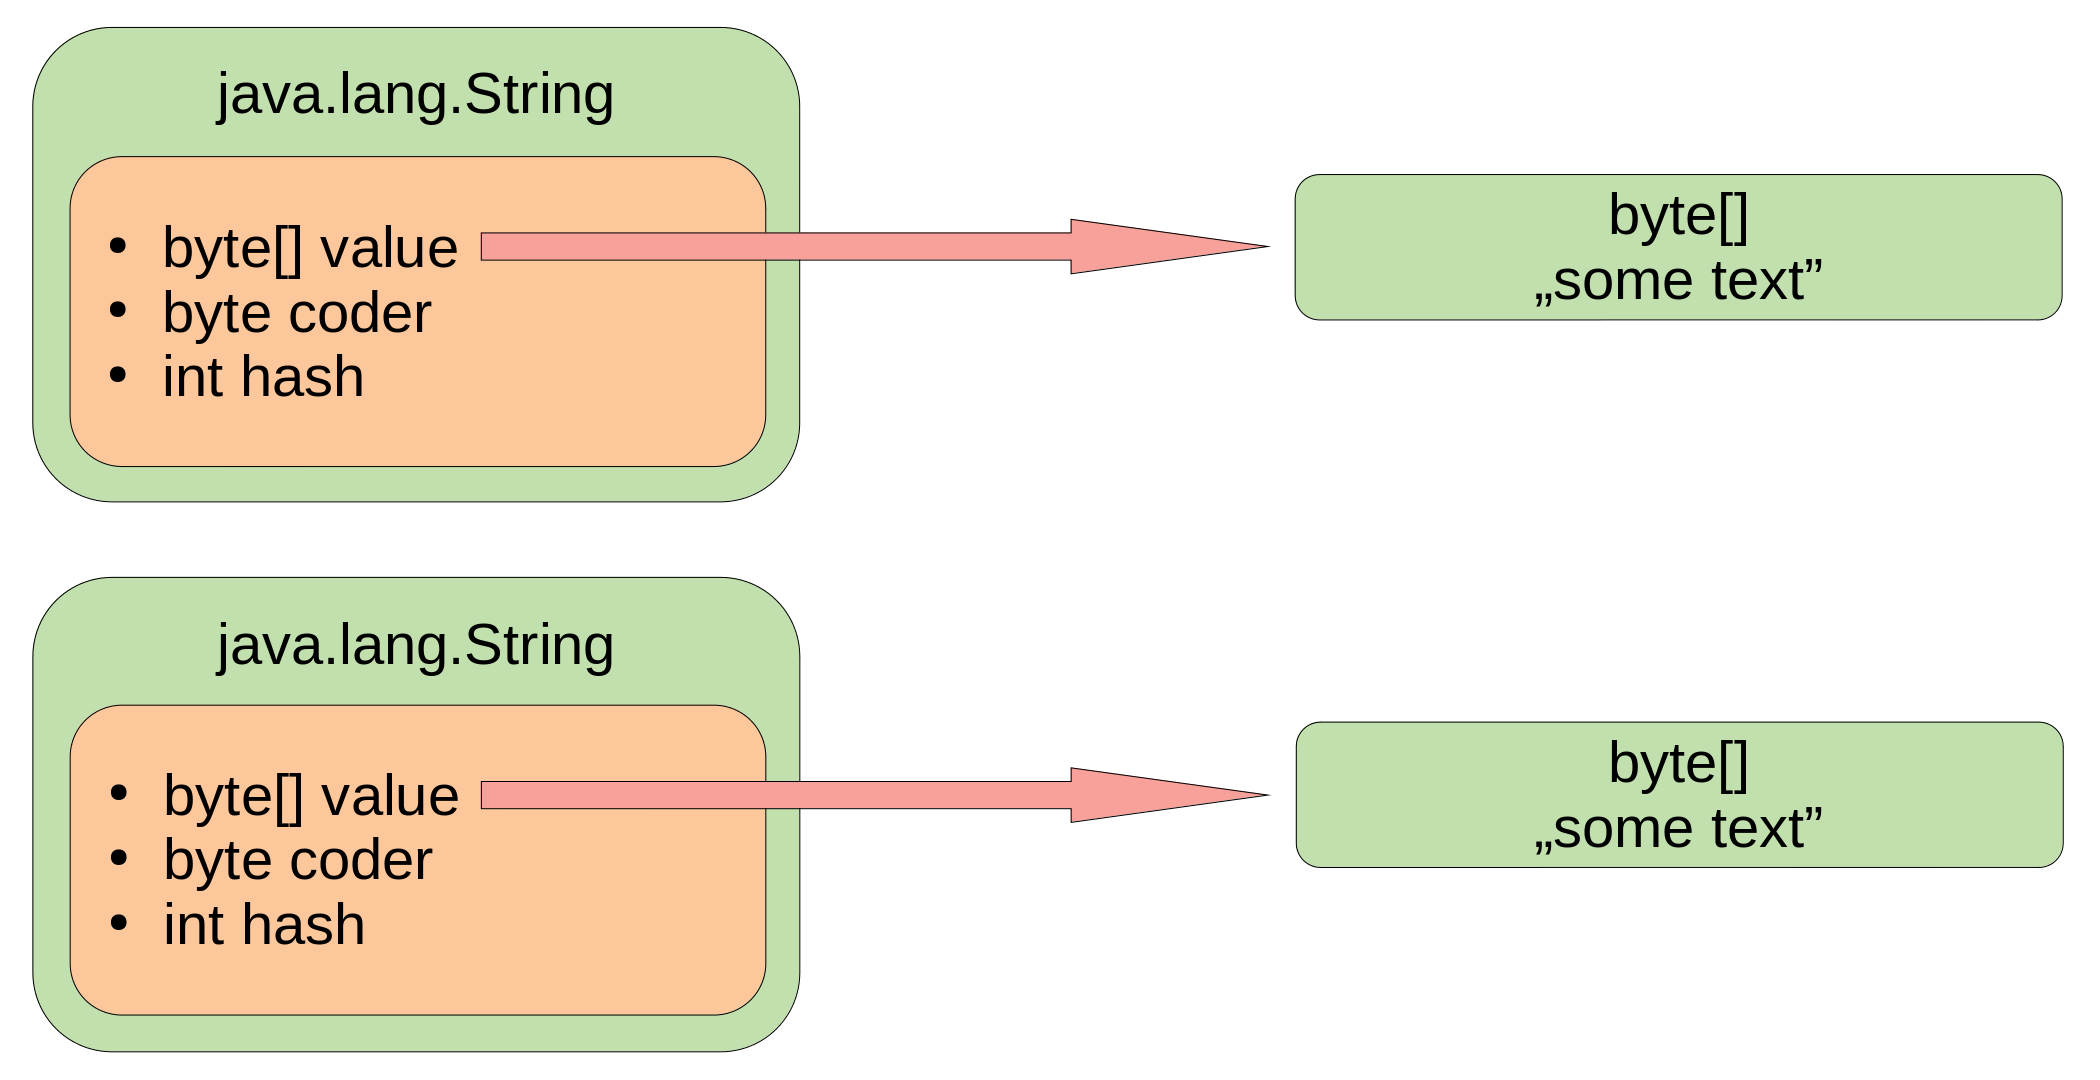 java.lang.String
• byte[] value
• byte coder
• int hash
byte[]
„some text”
java.lang.String
• byte[] value
• byte coder
• int hash
byte[]
„some text”